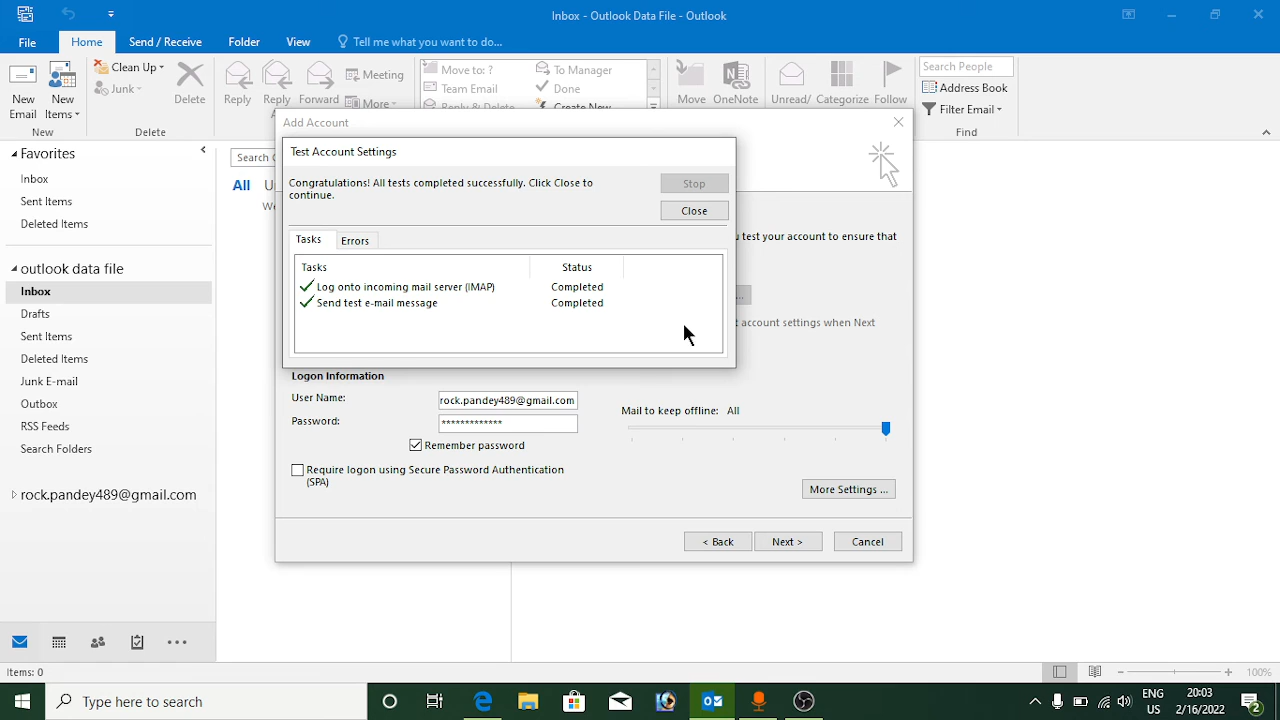 Inbox - Outlook Data File - Outlook
File
Home
Send / Receive
Folder
View
Tell me what you want to do...
New
Email
New
Items
New
Clean Up
Junk
Delete
Delete
Reply
Reply
Forward
Meeting
More
Move to: ?
Team Email
Reply & Delete
To Manager
Done
Create New
Move
OneNote
Unread/
Categorize
Follow
Search People
Address Book
Filter Email
Find
Favorites
Inbox
Sent Items
Deleted Items
outlook data file
Inbox
Drafts
Sent Items
Deleted Items
Junk E-mail
Outbox
RSS Feeds
Search Folders
rock.pandey489@gmail.com
Search
All
Add Account
Test Account Settings
Congratulations! All tests completed successfully. Click Close to
continue.
Stop
Close
Tasks
Errors
Tasks Status
Log onto incoming mail server (IMAP) Completed
Send test e-mail message Completed
test your account to ensure that
...
account settings when Next
Logon Information
User Name: rock.pandey489@gmail.com
Password: *************
Remember password
Require logon using Secure Password Authentication
(SPA)
Mail to keep offline: All
More Settings ...
< Back
Next >
Cancel
Items: 0
100%
Type here to search
ENG
US
20:03
2/16/2022
2